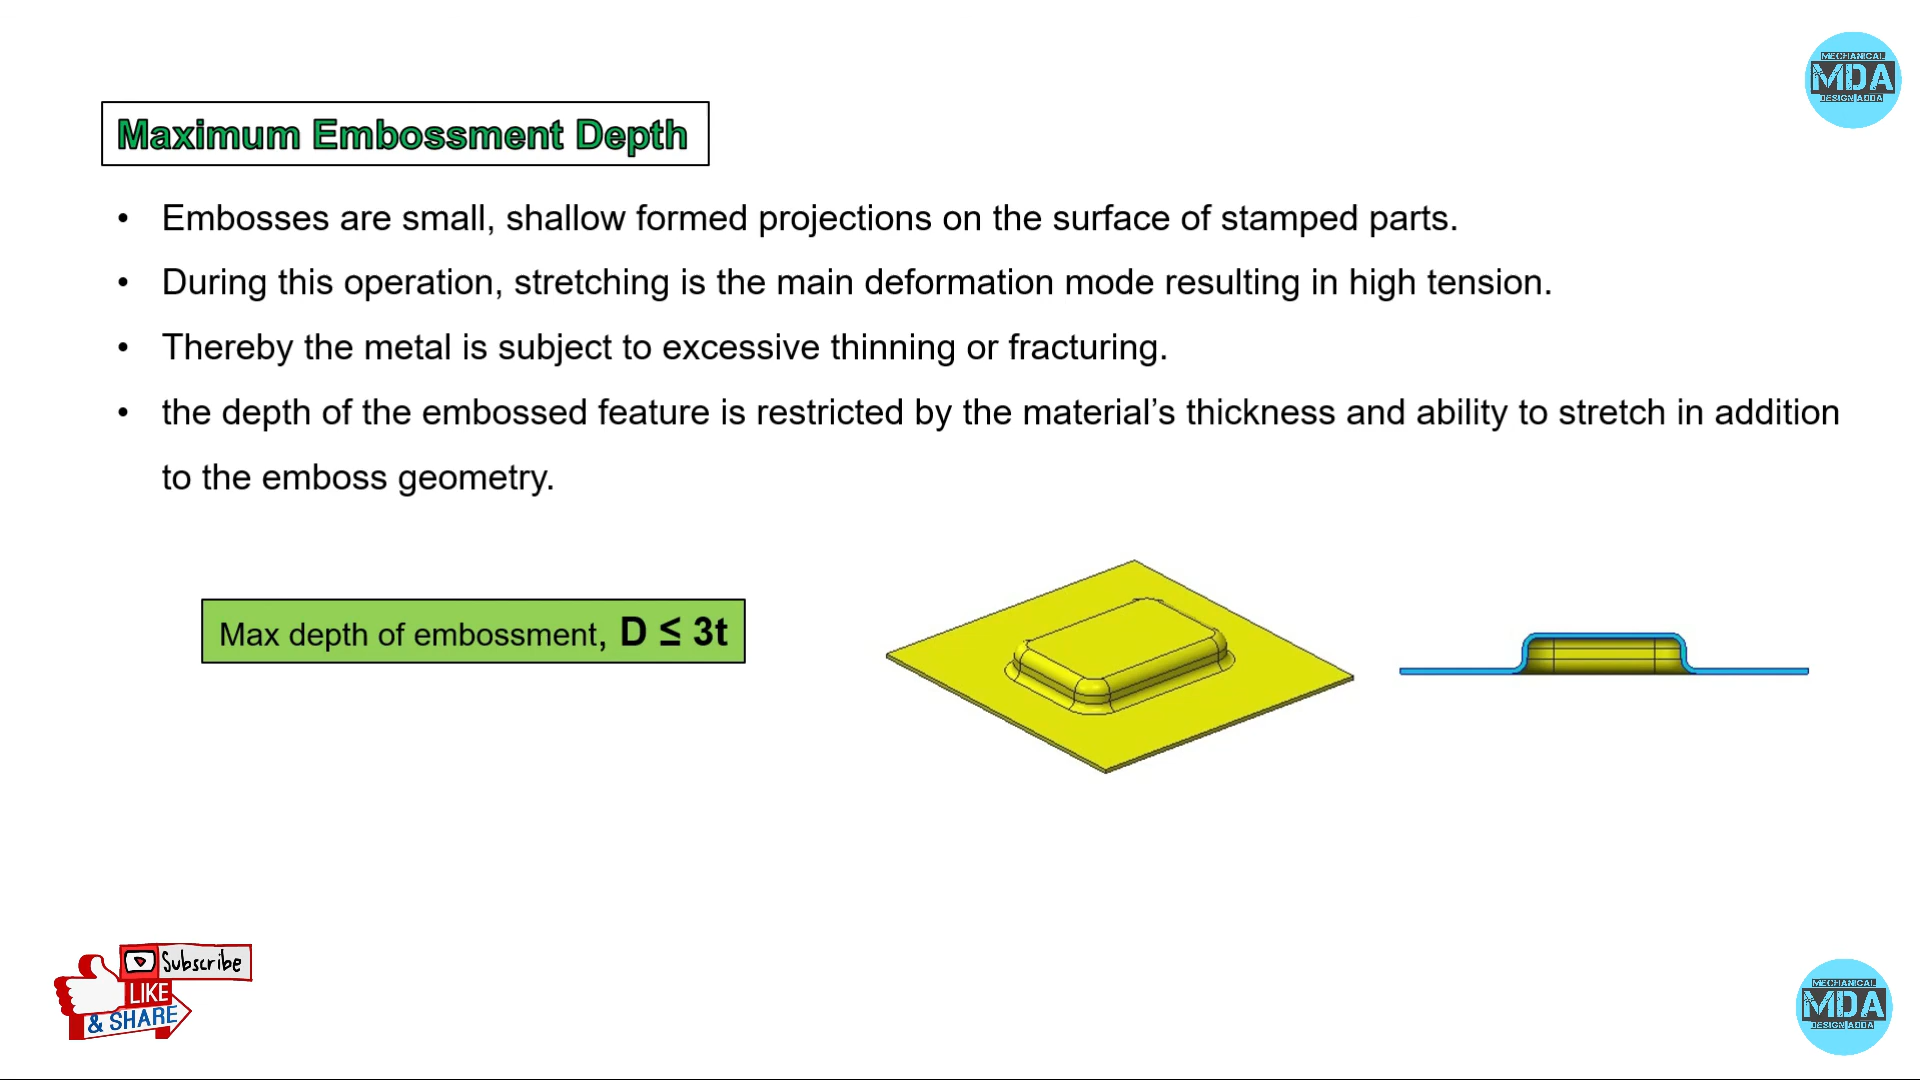 MECHANICAL
MDA
DESIGN ADDA
Maximum Embossment Depth
• Embosses are small, shallow formed projections on the surface of stamped parts.
• During this operation, stretching is the main deformation mode resulting in high tension.
• Thereby the metal is subject to excessive thinning or fracturing.
• the depth of the embossed feature is restricted by the material’s thickness and ability to stretch in addition
to the emboss geometry.
Max depth of embossment, D ≤ 3t
Subscribe
LIKE
& SHARE
MECHANICAL
MDA
DESIGN ADDA